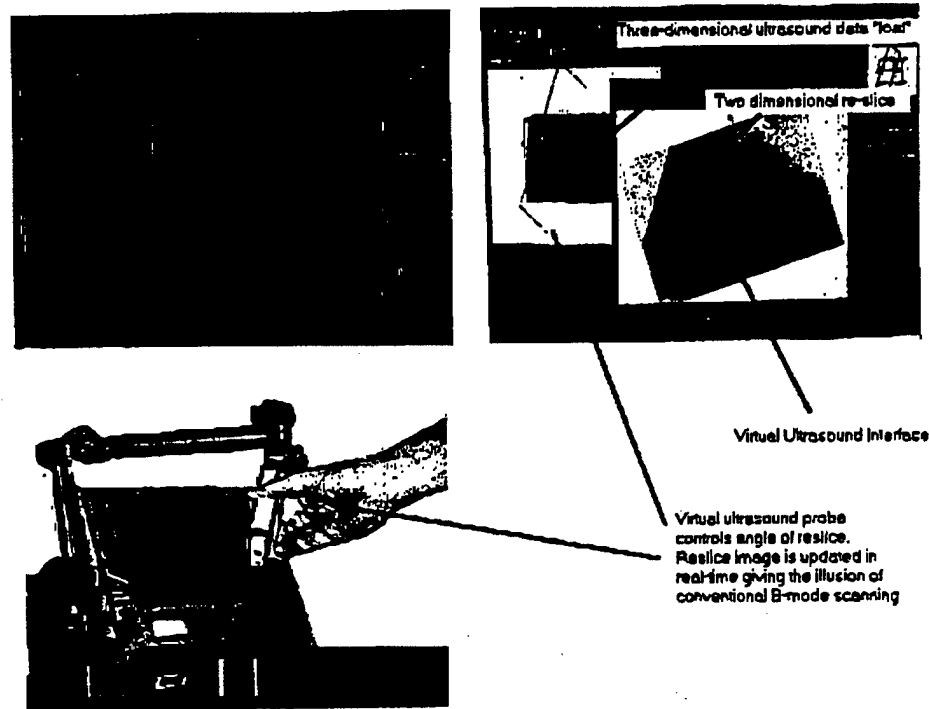 Three-dimensional ultrasound data "loaf"
Two dimensional re-slice
Virtual Ultrasound Interface
Virtual ultrasound probe
controls angle of reslice.
Reslice image is updated in
real-time giving the illusion of
conventional B-mode scanning